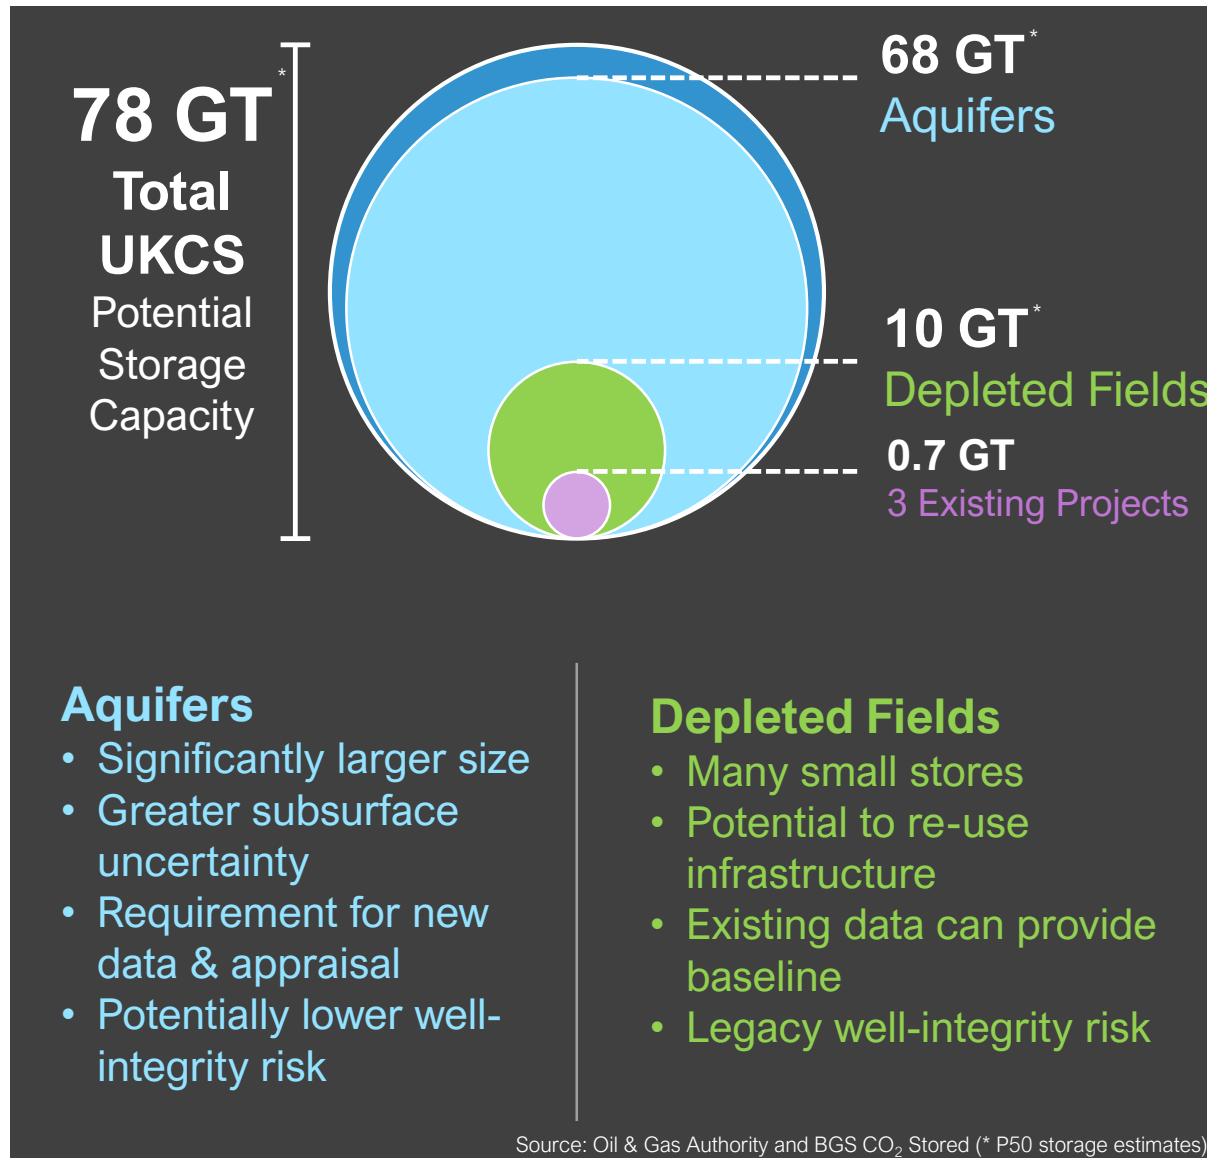 78 GT*
Total
UKCS
Potential
Storage
Capacity
68 GT*
Aquifers
10 GT*
Depleted Fields
0.7 GT
3 Existing Projects
Aquifers
• Significantly larger size
• Greater subsurface
uncertainty
• Requirement for new
data & appraisal
• Potentially lower well-
integrity risk
Depleted Fields
• Many small stores
• Potential to re-use
infrastructure
• Existing data can provide
baseline
• Legacy well-integrity risk
Source: Oil & Gas Authority and BGS CO₂ Stored (* P50 storage estimates)